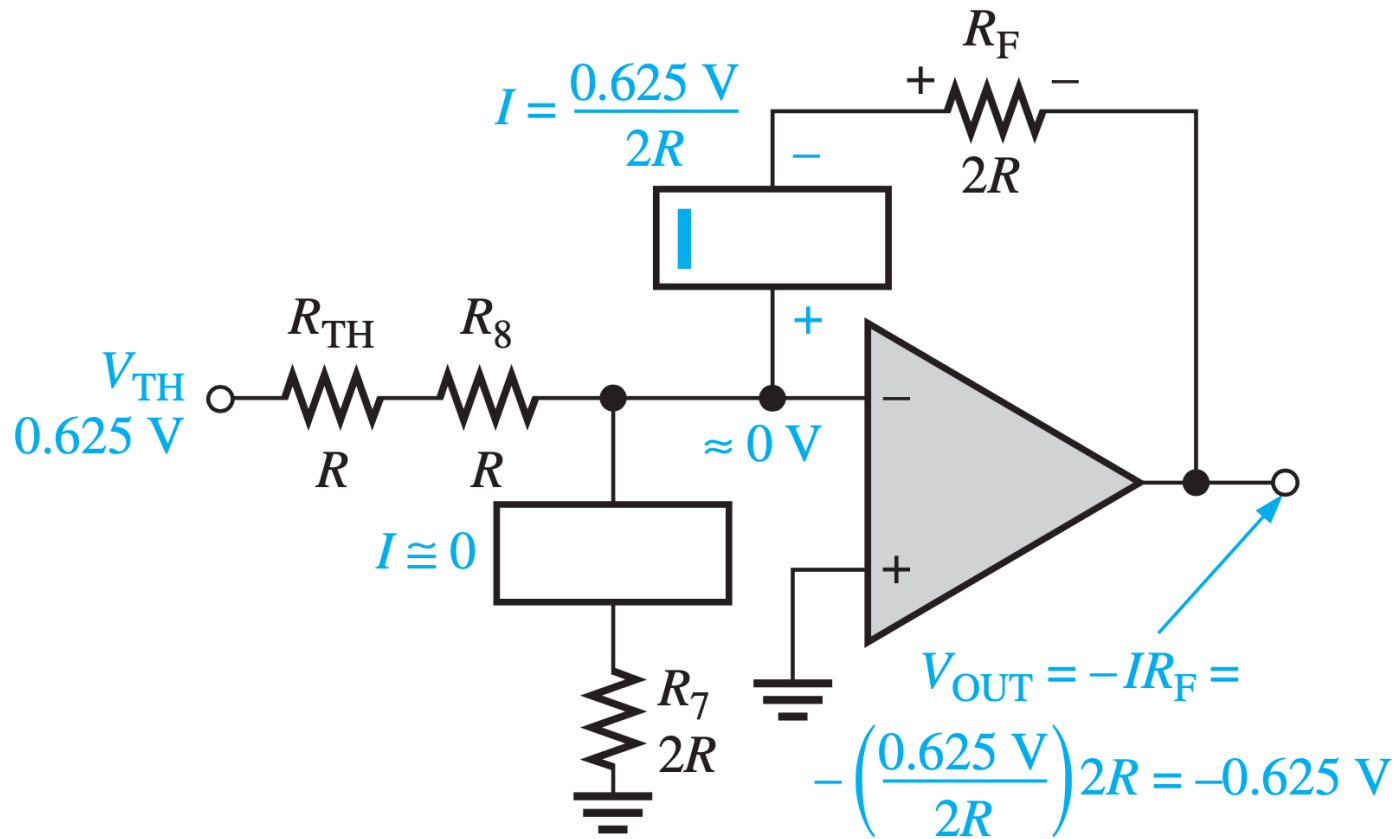 R_F
+ −
I = 0.625 V / 2R
2R
−
R_TH R_8
+
V_TH
0.625 V
−
≈ 0 V
R R
I ≅ 0
+
R_7
2R
V_OUT = −IR_F =
−(0.625 V / 2R)2R = −0.625 V